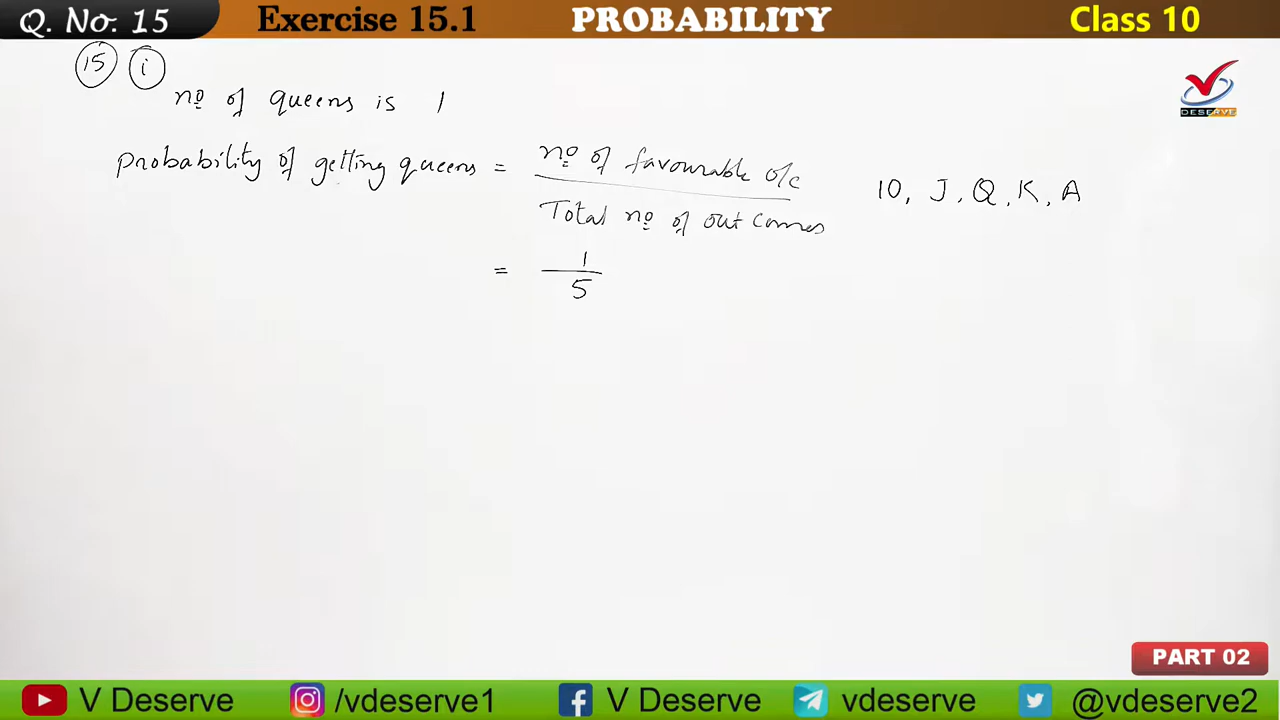 Q. No. 15
Exercise 15.1
PROBABILITY
Class 10
15 i
nº of queens is 1
DESERVE
probability of getting queens = nº of favourable o/c
Total nº of out comes
10, J, Q, K, A
= 1
5
PART 02
V Deserve
/vdeserve1
V Deserve
vdeserve
@vdeserve2